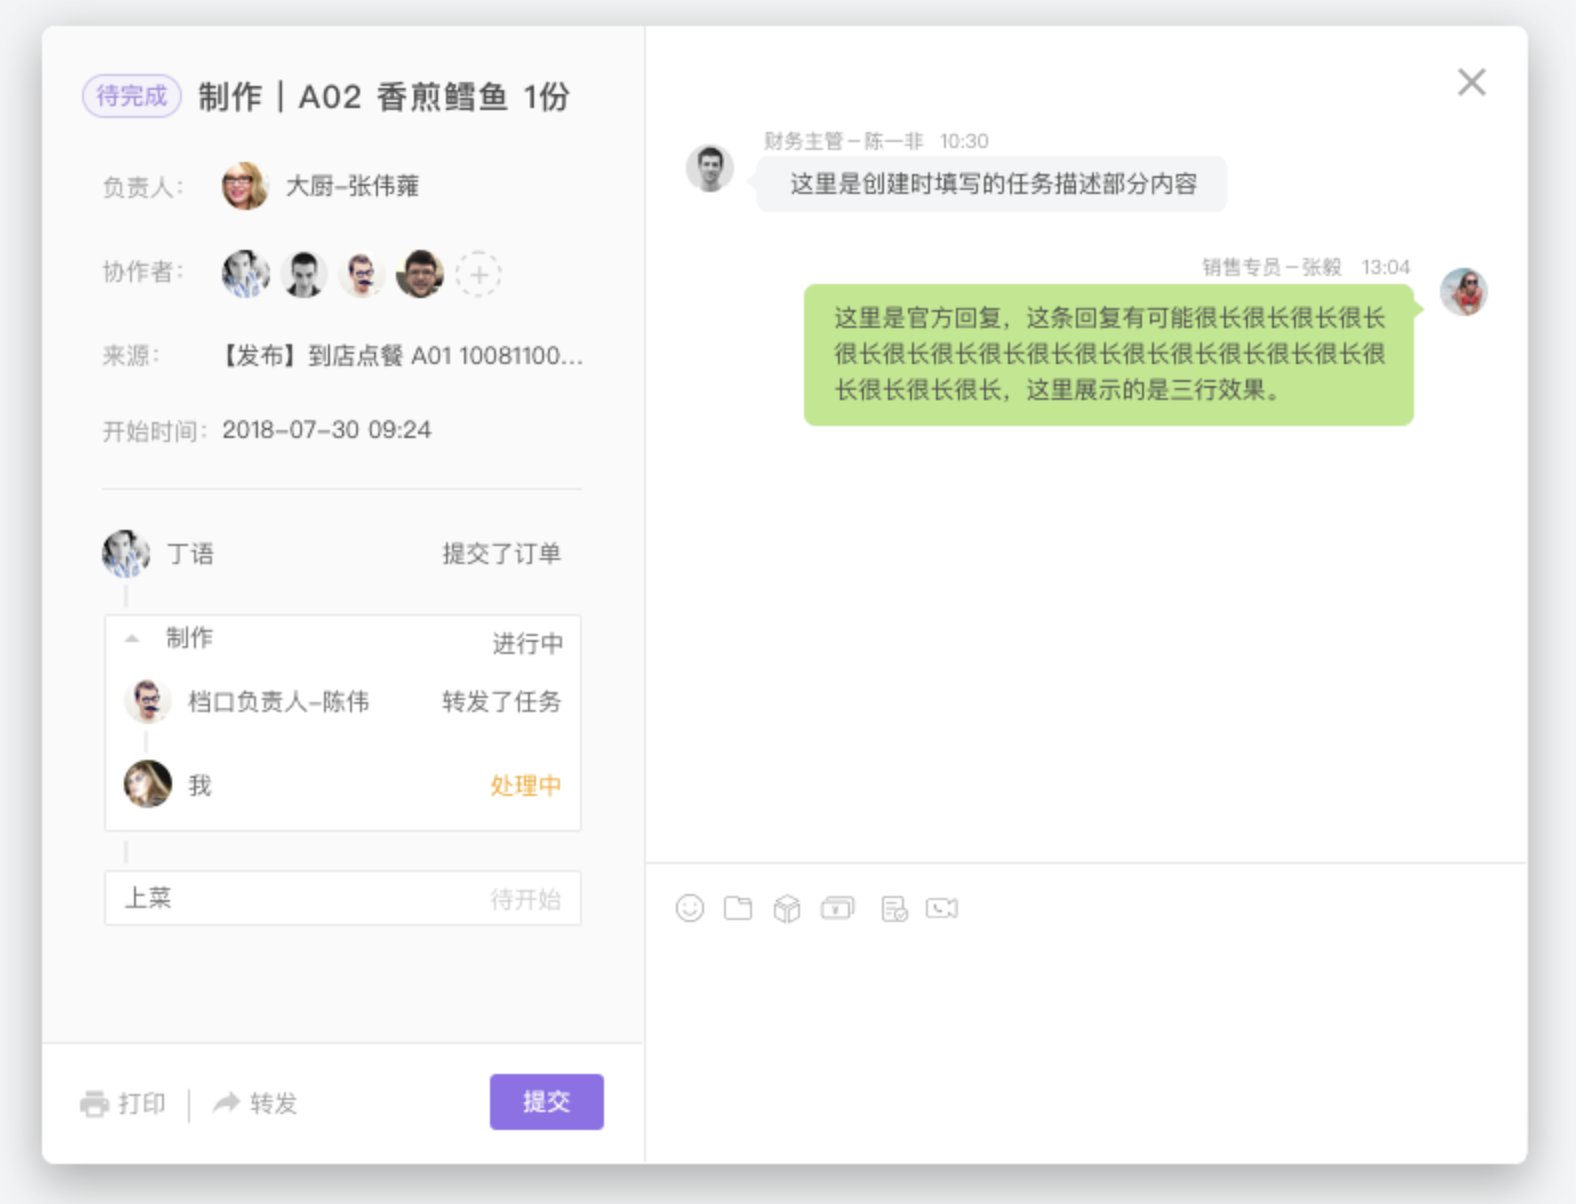 待完成 制作 | A02 香煎鳕鱼 1份
负责人： 大厨-张伟蕹
协作者：
来源： 【发布】到店点餐 A01 10081100...
开始时间： 2018-07-30 09:24
丁语 提交了订单
制作 进行中
档口负责人-陈伟 转发了任务
我 处理中
上菜 待开始
打印 | 转发 提交
财务主管-陈一非 10:30
这里是创建时填写的任务描述部分内容
销售专员-张毅 13:04
这里是官方回复，这条回复有可能很长很长很长很长
很长很长很长很长很长很长很长很长很长很长很长很
长很长很长很长，这里展示的是三行效果。
¥